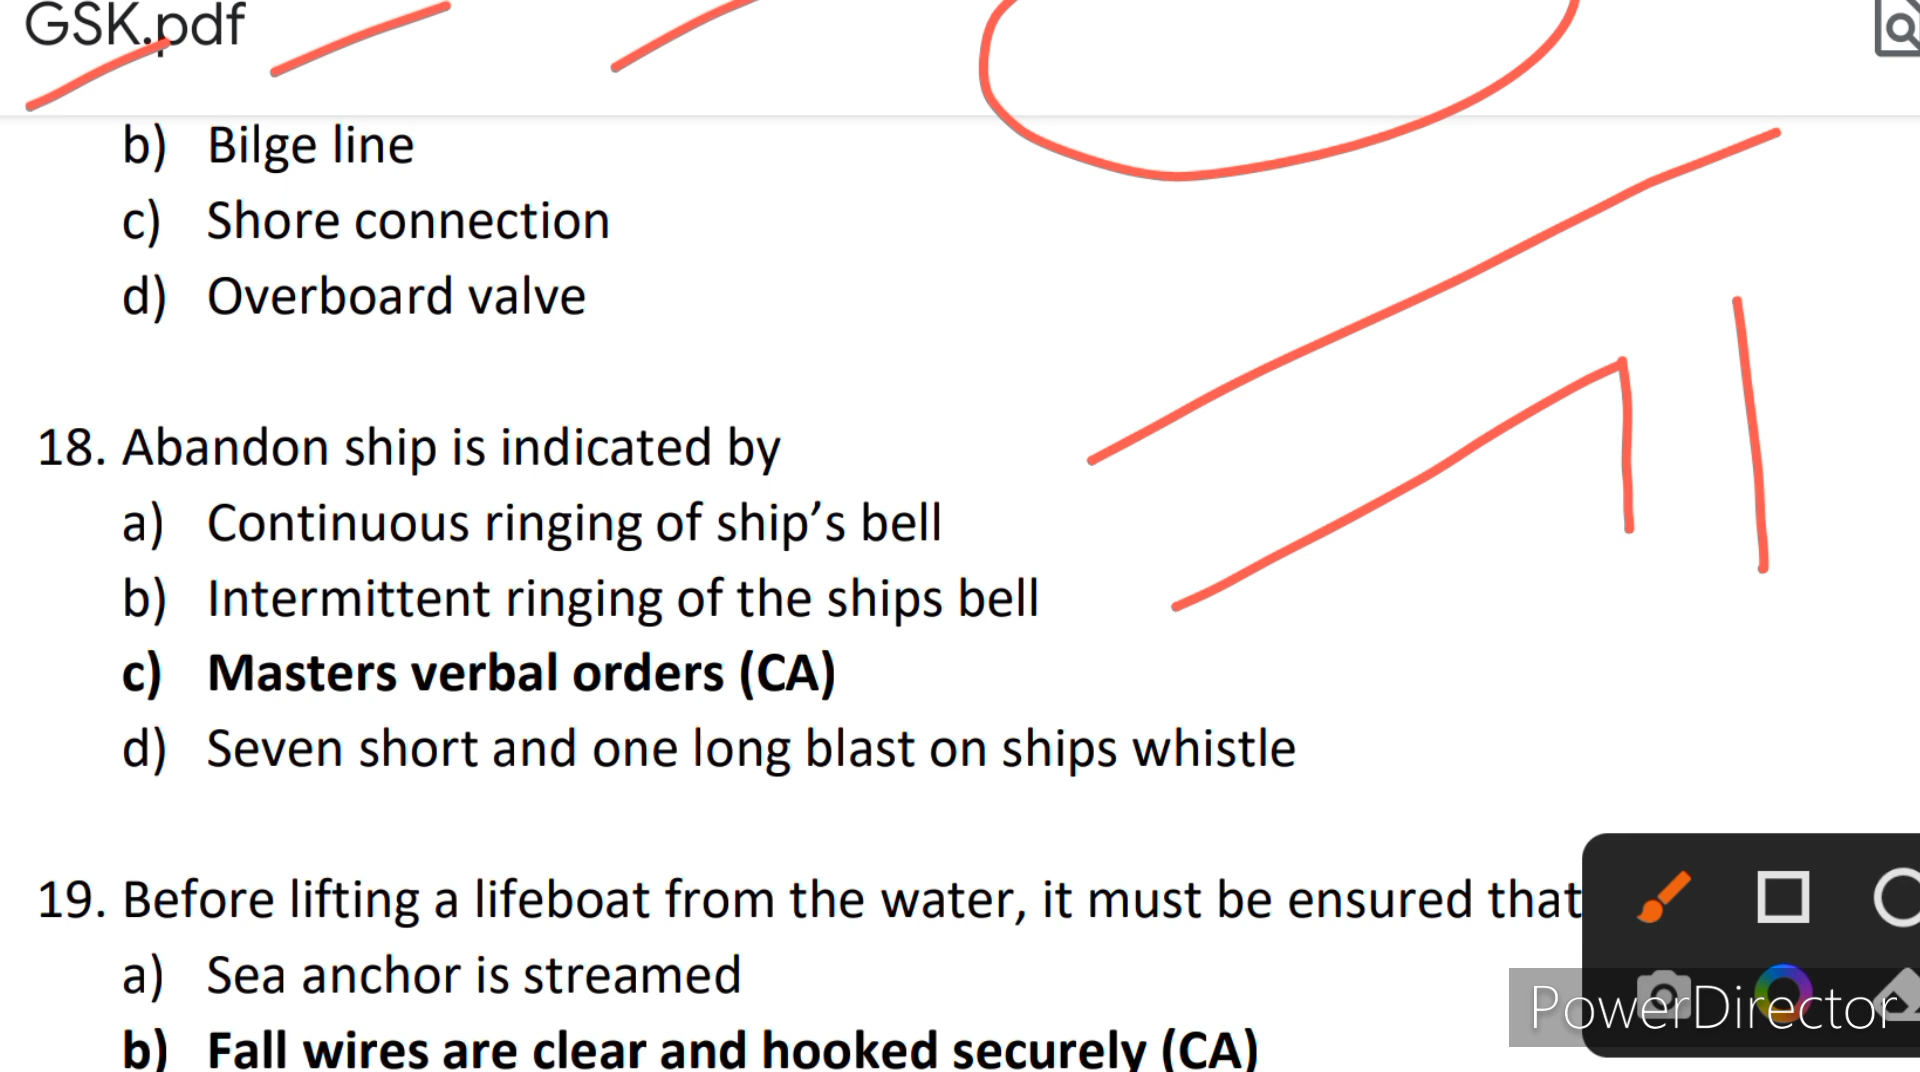 GSK.pdf
b) Bilge line
c) Shore connection
d) Overboard valve
18. Abandon ship is indicated by
a) Continuous ringing of ship’s bell
b) Intermittent ringing of the ships bell
c) Masters verbal orders (CA)
d) Seven short and one long blast on ships whistle
19. Before lifting a lifeboat from the water, it must be ensured that
a) Sea anchor is streamed
b) Fall wires are clear and hooked securely (CA)
PowerDirector